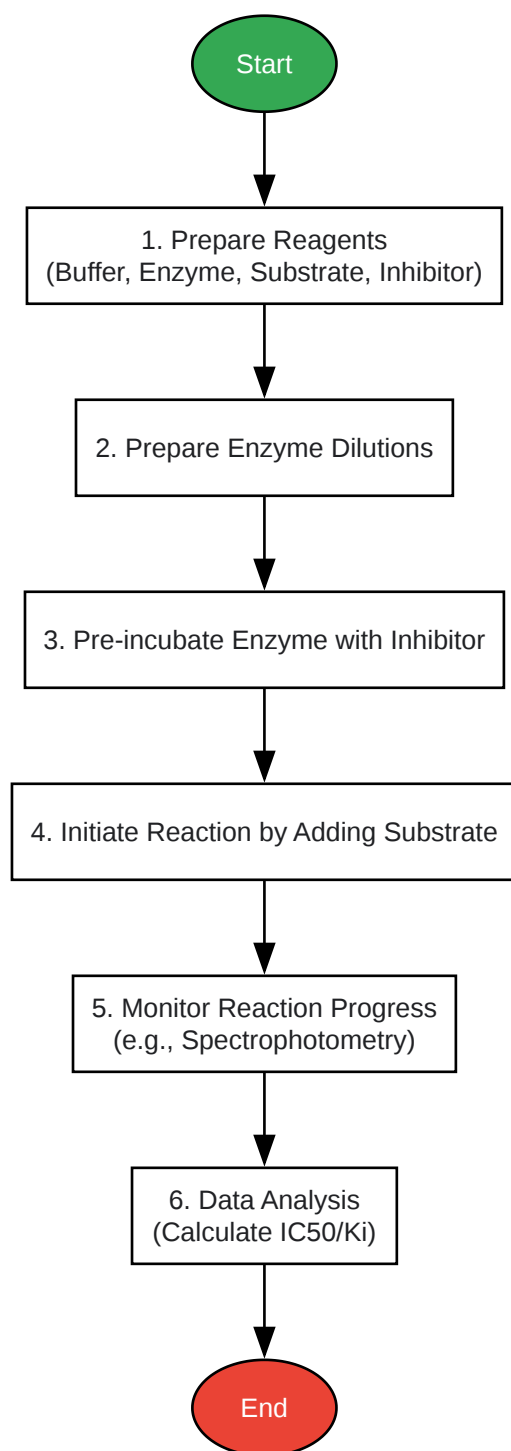 Start
1. Prepare Reagents
(Buffer, Enzyme, Substrate, Inhibitor)
2. Prepare Enzyme Dilutions
3. Pre-incubate Enzyme with Inhibitor
4. Initiate Reaction by Adding Substrate
5. Monitor Reaction Progress
(e.g., Spectrophotometry)
6. Data Analysis
(Calculate IC50/Ki)
End